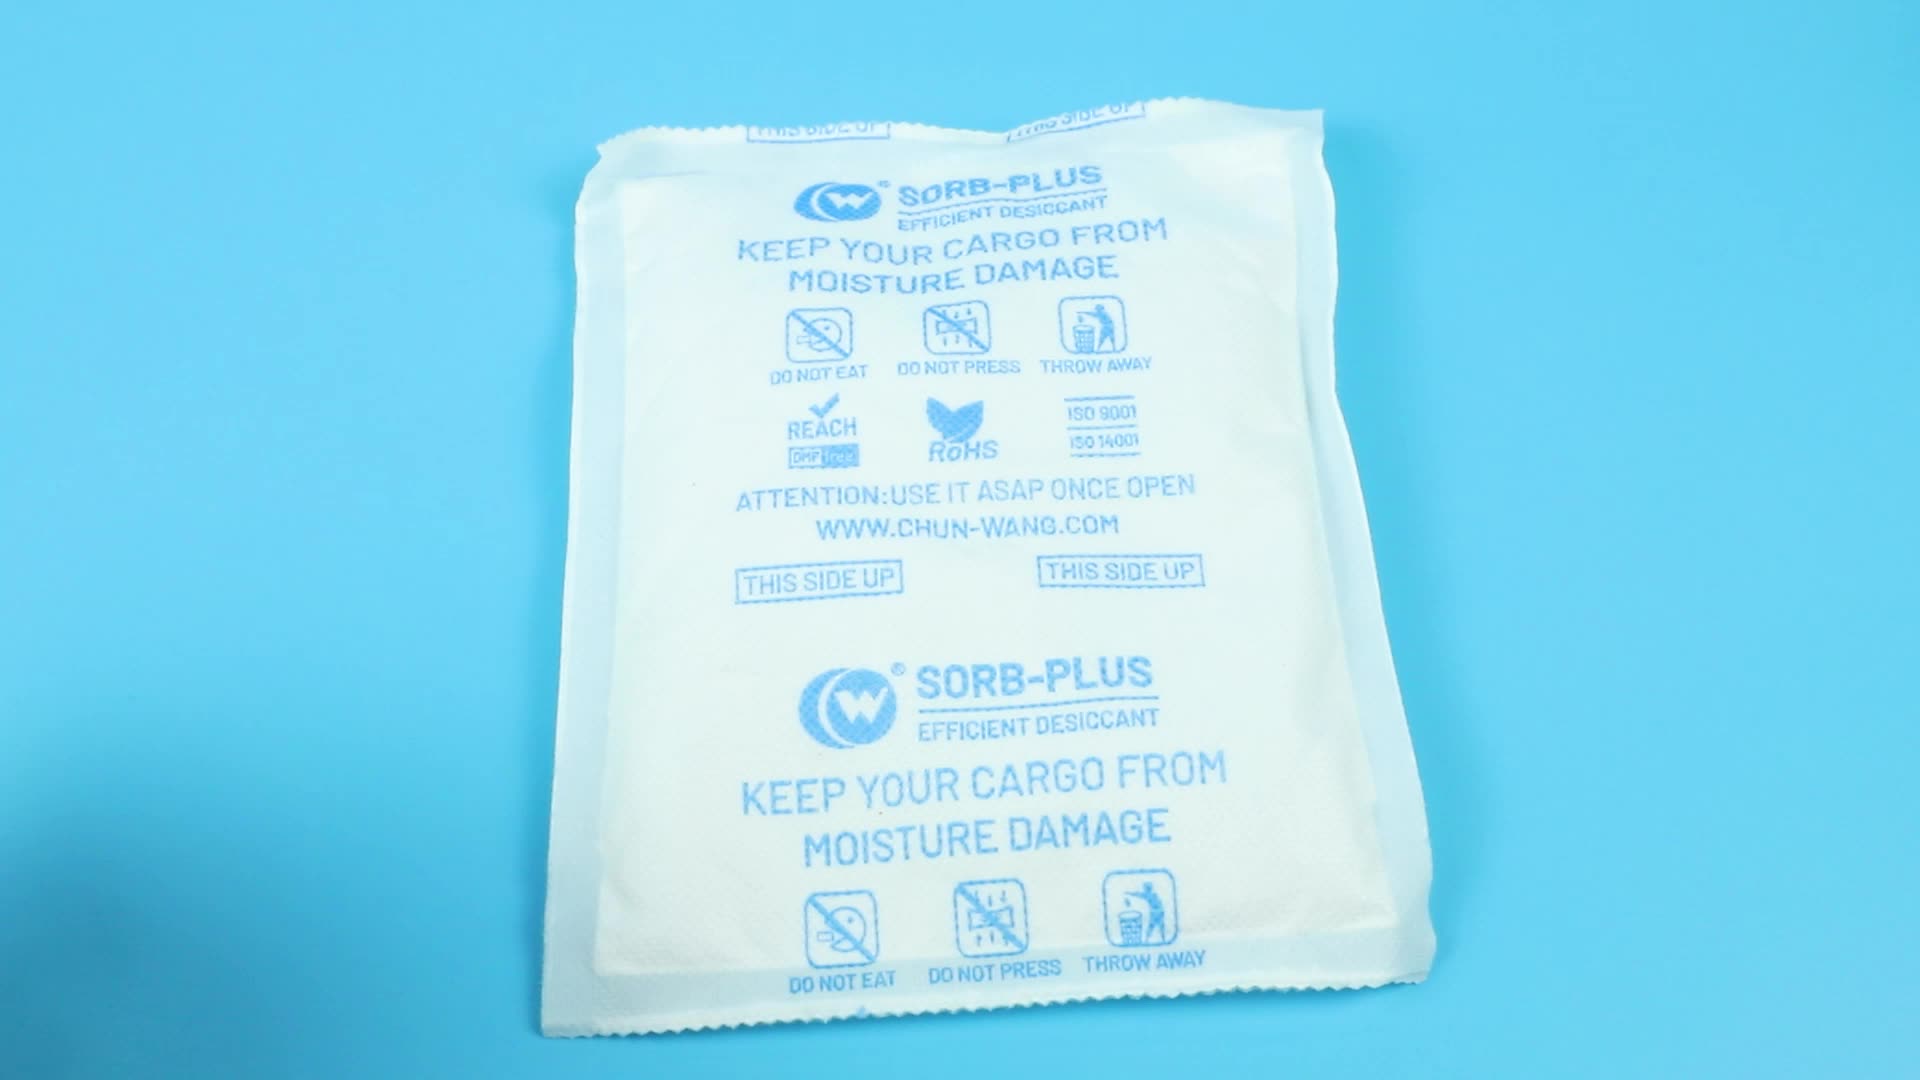 THIS SIDE UP THIS SIDE UP
W® SORB-PLUS
EFFICIENT DESICCANT
KEEP YOUR CARGO FROM
MOISTURE DAMAGE
DO NOT EAT DO NOT PRESS THROW AWAY
REACH
DMF free
RoHS
ISO 9001
ISO 14001
ATTENTION:USE IT ASAP ONCE OPEN
WWW.CHUN-WANG.COM
THIS SIDE UP THIS SIDE UP
W® SORB-PLUS
EFFICIENT DESICCANT
KEEP YOUR CARGO FROM
MOISTURE DAMAGE
DO NOT EAT DO NOT PRESS THROW AWAY